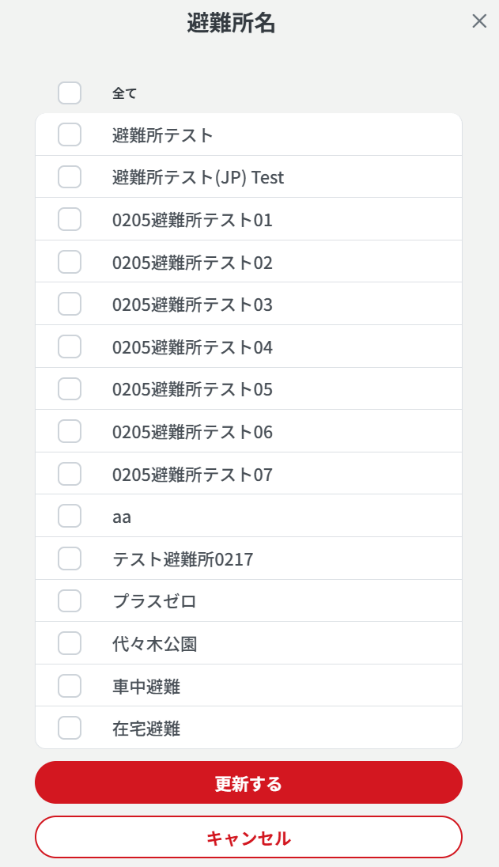 避難所名
全て
避難所テスト
避難所テスト(JP) Test
0205避難所テスト01
0205避難所テスト02
0205避難所テスト03
0205避難所テスト04
0205避難所テスト05
0205避難所テスト06
0205避難所テスト07
aa
テスト避難所0217
プラスゼロ
代々木公園
車中避難
在宅避難
更新する
キャンセル